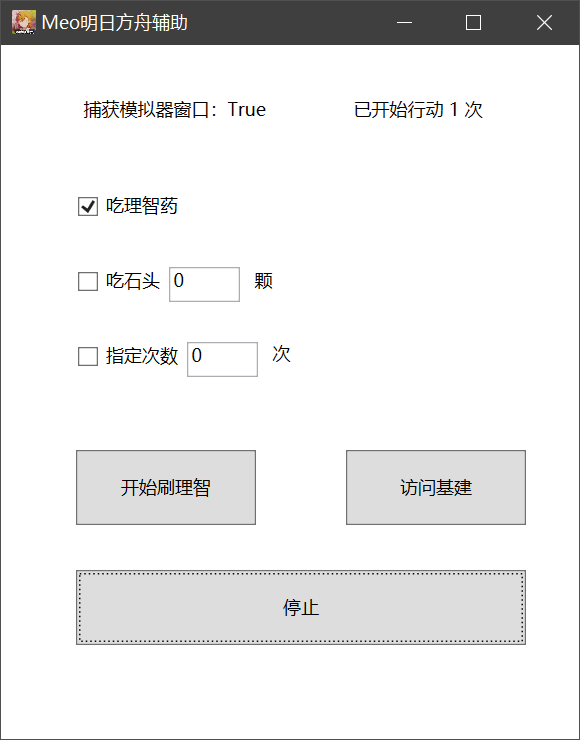 Meo明日方舟辅助
捕获模拟器窗口：True 已开始行动 1 次
吃理智药
吃石头 0 颗
指定次数 0 次
开始刷理智 访问基建
停止